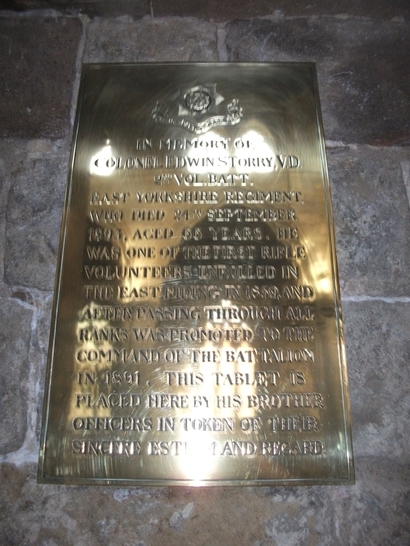 IN MEMORY OF
COLONEL EDWIN STORRY, V.D.
2ND VOL. BATT.
EAST YORKSHIRE REGIMENT,
WHO DIED 24TH SEPTEMBER
AGED YEARS. HE
WAS ONE OF THE FIRST RIFLE
VOLUNTEERS ENROLLED IN
THE EAST RIDING IN 1859, AND
AFTER PASSING THROUGH ALL
RANKS WAS PROMOTED TO THE
COMMAND OF THE BATTALION
IN 1891. THIS TABLET IS
PLACED HERE BY HIS BROTHER
OFFICERS IN TOKEN OF THEIR
SINCERE ESTEEM AND REGARD.